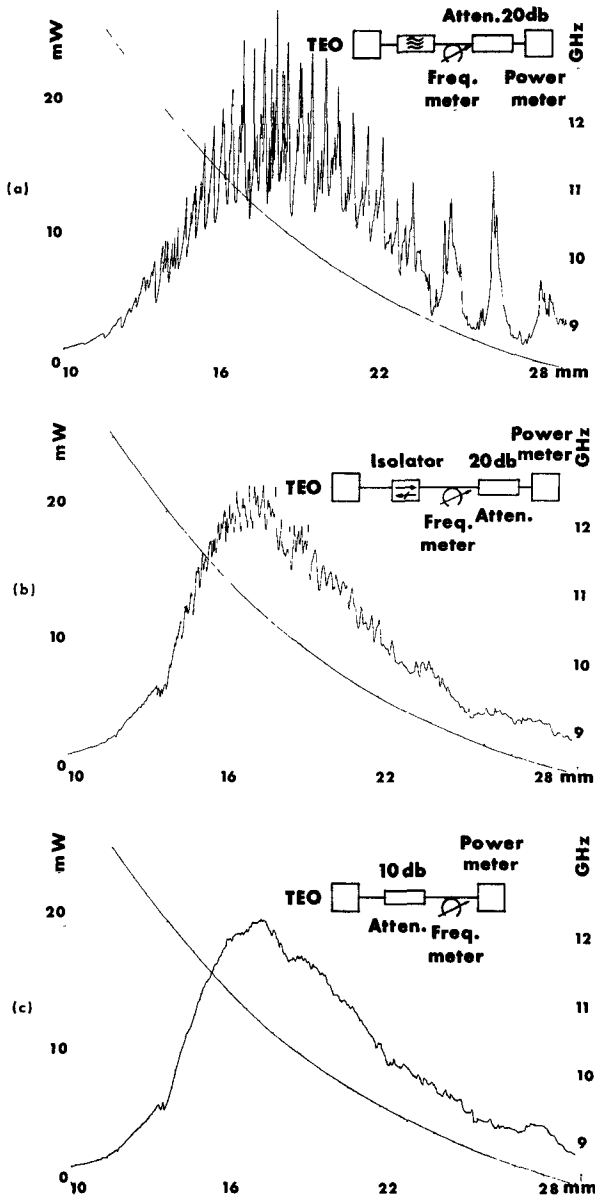 mW
Atten.20db
TEO
GHz
Freq.
meter
Power
meter
20
12
(a)
11
10
10
9
0
10
16
22
28 mm
mW
Power
meter
GHz
Isolator
20db
TEO
Freq.
meter
Atten.
20
12
(b)
11
10
10
9
0
10
16
22
28 mm
mW
Power
meter
GHz
10 db
TEO
Atten.
Freq.
meter
20
12
(c)
11
10
10
9
0
10
16
22
28 mm